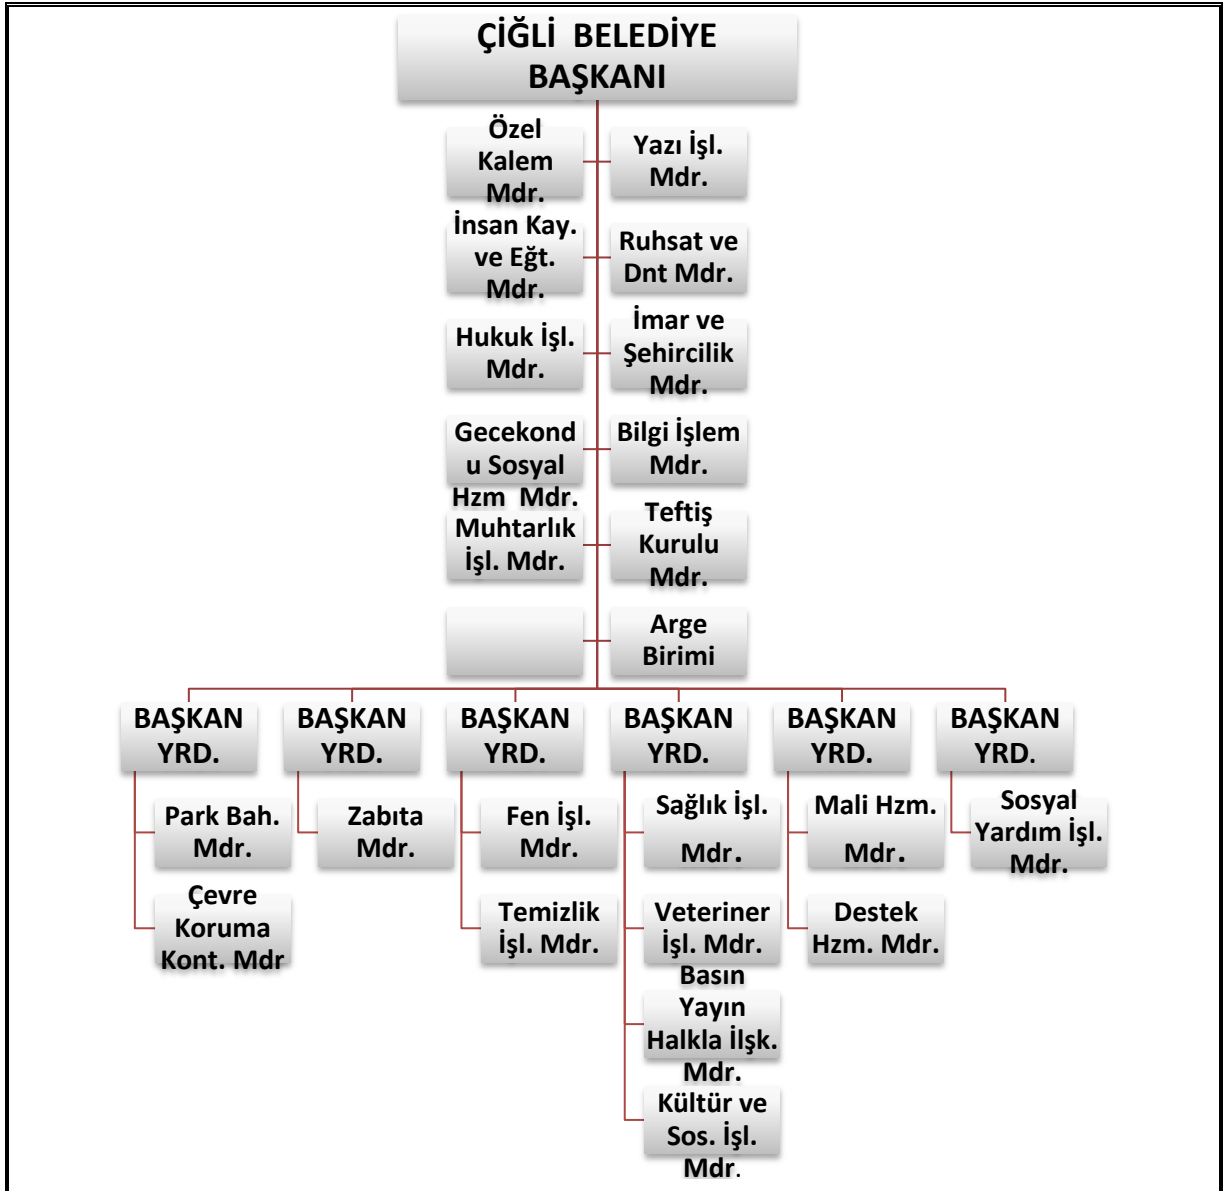 ÇİĞLİ BELEDİYE
BAŞKANI
Özel
Kalem
Mdr.
Yazı İşl.
Mdr.
İnsan Kay.
ve Eğt.
Mdr.
Ruhsat ve
Dnt Mdr.
Hukuk İşl.
Mdr.
İmar ve
Şehircilik
Mdr.
Gecekond
u Sosyal
Hzm Mdr.
Bilgi İşlem
Mdr.
Muhtarlık
İşl. Mdr.
Teftiş
Kurulu
Mdr.
Arge
Birimi
BAŞKAN
YRD.
Park Bah.
Mdr.
Çevre
Koruma
Kont. Mdr
BAŞKAN
YRD.
Zabıta
Mdr.
BAŞKAN
YRD.
Fen İşl.
Mdr.
Temizlik
İşl. Mdr.
BAŞKAN
YRD.
Sağlık İşl.
Mdr.
Veteriner
İşl. Mdr.
Basın
Yayın
Halkla İlşk.
Mdr.
Kültür ve
Sos. İşl.
Mdr.
BAŞKAN
YRD.
Mali Hzm.
Mdr.
Destek
Hzm. Mdr.
BAŞKAN
YRD.
Sosyal
Yardım İşl.
Mdr.